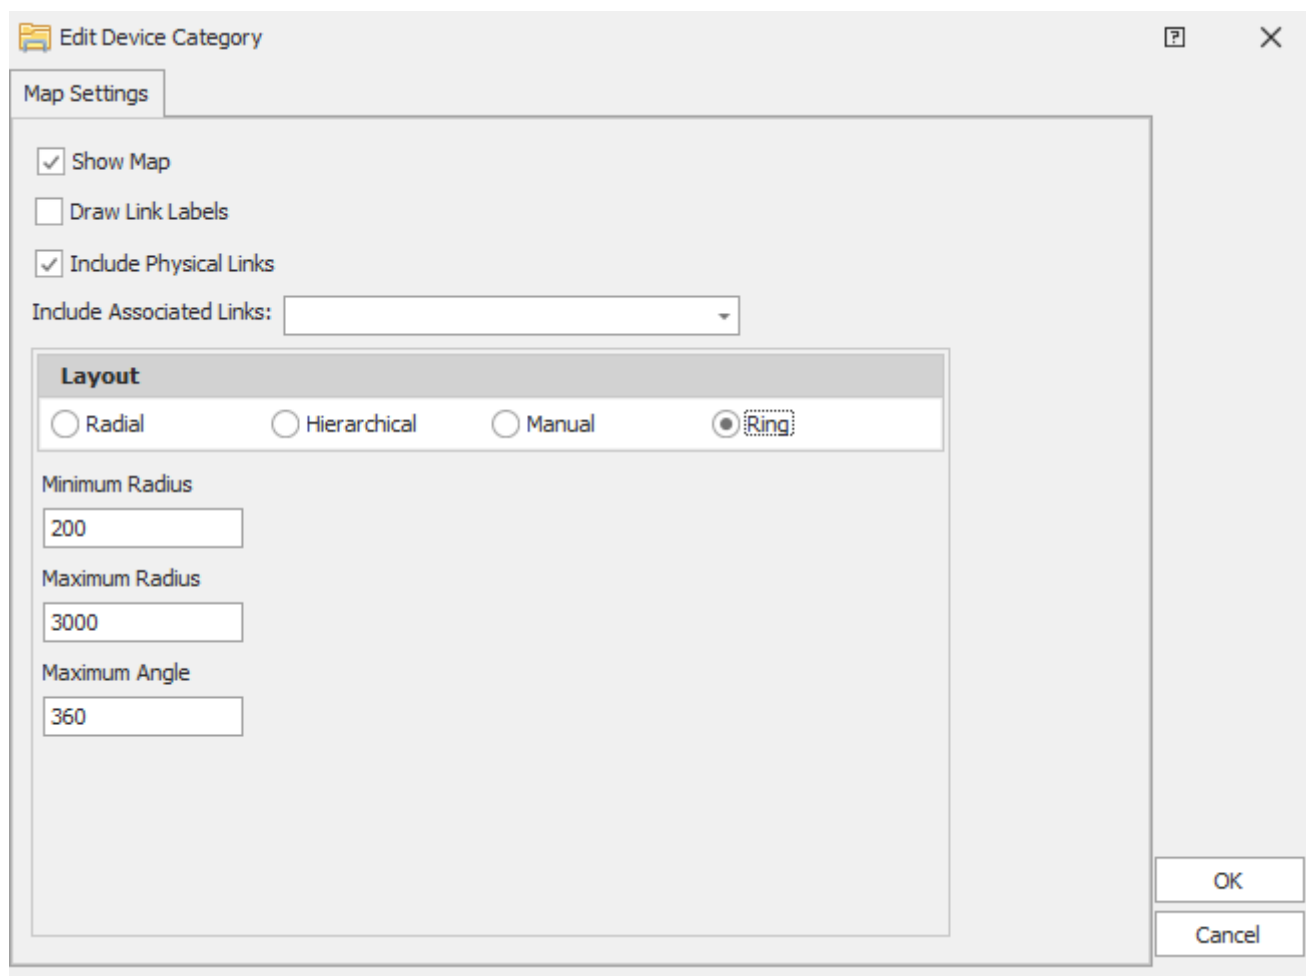 Edit Device Category
Map Settings
Show Map
Draw Link Labels
Include Physical Links
Include Associated Links:
Layout
Radial Hierarchical Manual Ring
Minimum Radius
200
Maximum Radius
3000
Maximum Angle
360
OK
Cancel